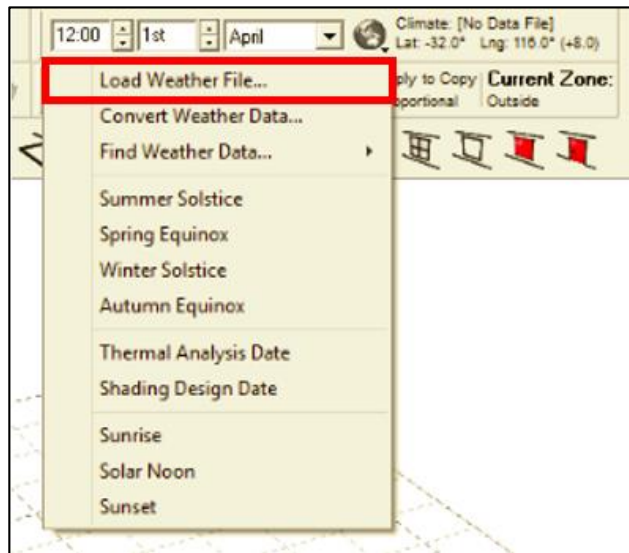 12:00 1st April Climate: [No Data File]
Lat: -32.0° Lng: 116.0° (+8.0)
Load Weather File...
to Copy Current Zone:
Outside
Convert Weather Data...
Find Weather Data...
Summer Solstice
Spring Equinox
Winter Solstice
Autumn Equinox
Thermal Analysis Date
Shading Design Date
Sunrise
Solar Noon
Sunset